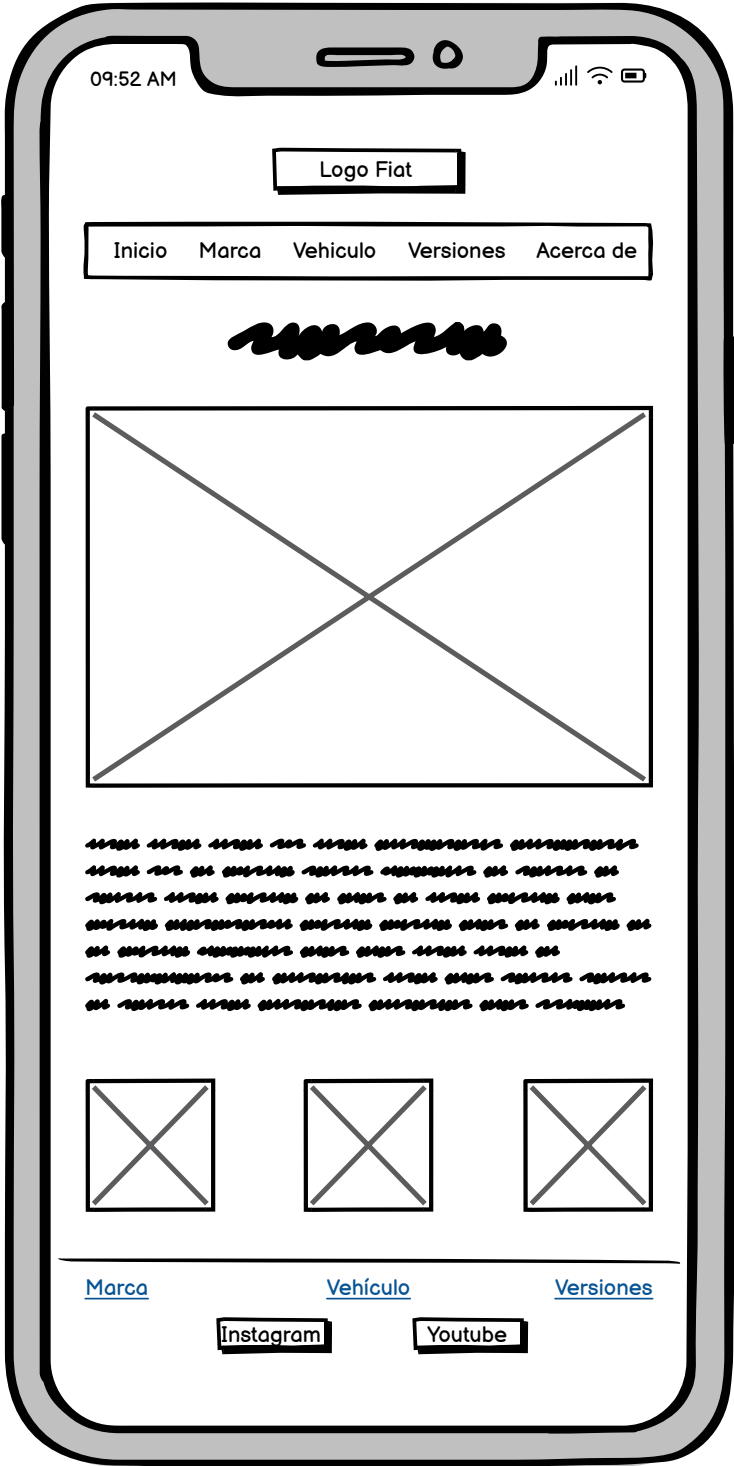 09:52 AM
Logo Fiat
Inicio Marca Vehiculo Versiones Acerca de
Marca Vehículo Versiones
Instagram Youtube